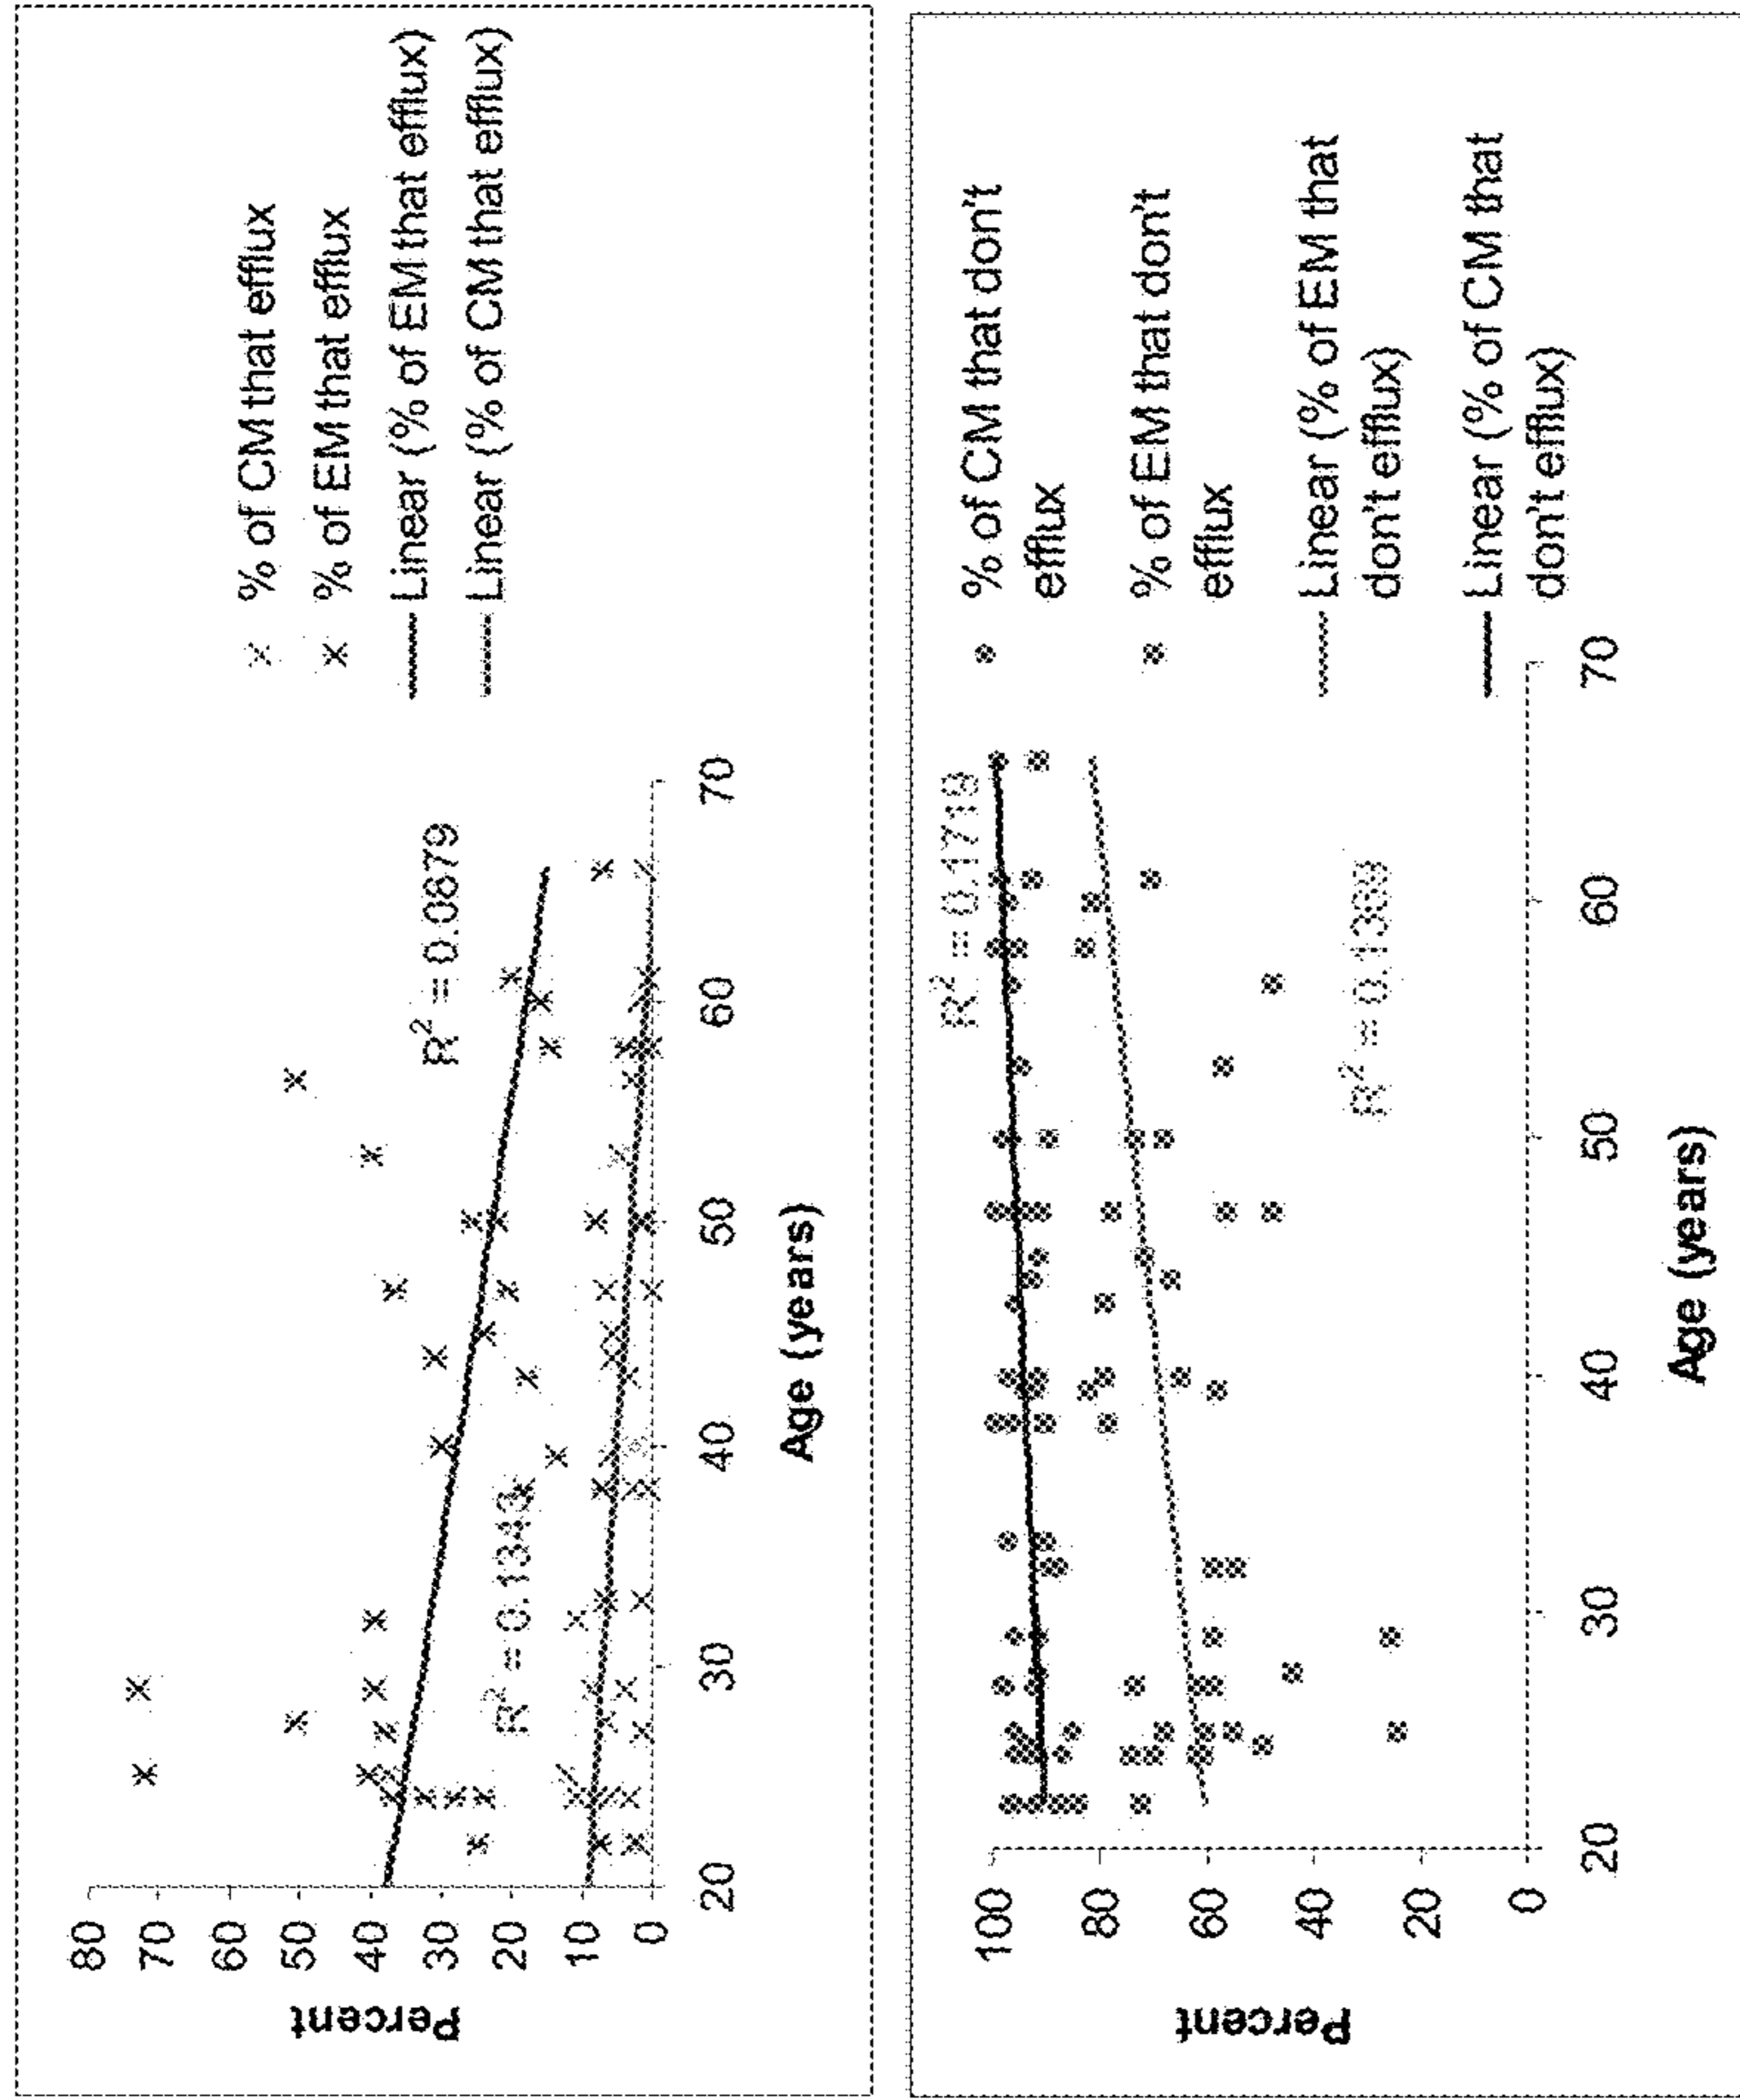 80
70
60
50
40
30
20
10
0
Percent
20
30
40
50
60
70
Age (years)
R² = 0.0879
R² = 0.1343
% of CM that efflux
% of EM that efflux
Linear (% of EM that efflux)
Linear (% of CM that efflux)
100
80
60
40
20
0
Percent
20
30
40
50
60
70
Age (years)
R² = 0.1719
% of CM that don't
efflux
% of EM that don't
efflux
Linear (% of EM that
don't efflux)
Linear (% of CM that
don't efflux)